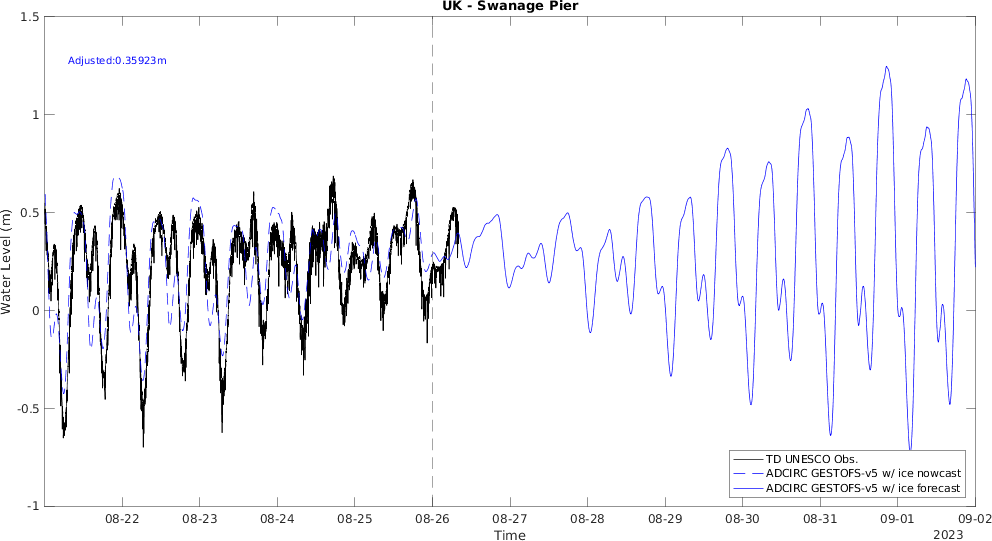 UK - Swanage Pier
Adjusted:0.35923m
Water Level (m)
1.5
1
0.5
0
-0.5
-1
08-22
08-23
08-24
08-25
08-26
08-27
08-28
08-29
08-30
08-31
09-01
09-02
Time
2023
TD UNESCO Obs.
ADCIRC GESTOFS-v5 w/ ice nowcast
ADCIRC GESTOFS-v5 w/ ice forecast